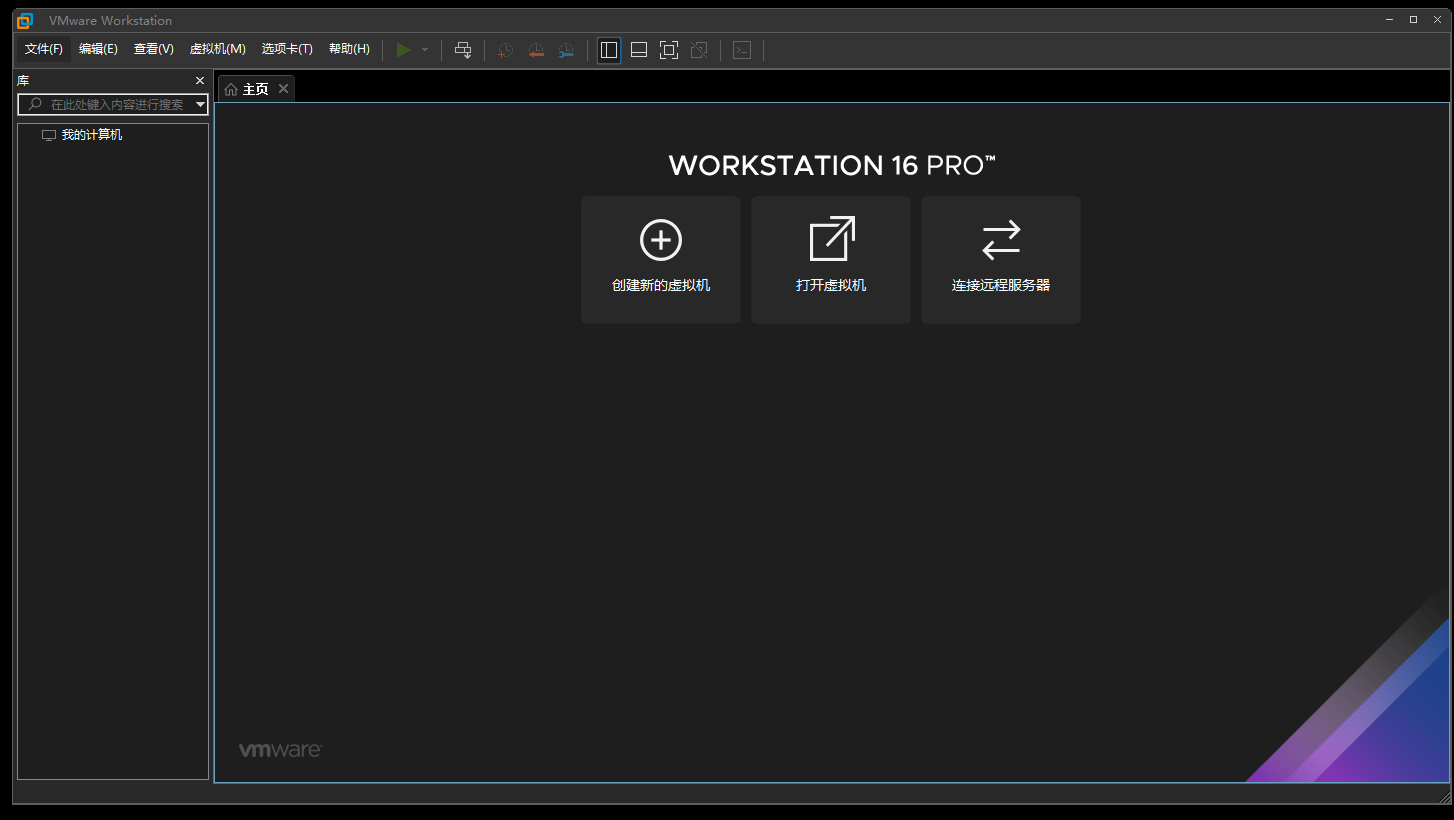 VMware Workstation
文件(F) 编辑(E) 查看(V) 虚拟机(M) 选项卡(T) 帮助(H)
库
在此处键入内容进行搜索
我的计算机
主页
WORKSTATION 16 PRO™
创建新的虚拟机 打开虚拟机 连接远程服务器
vmware